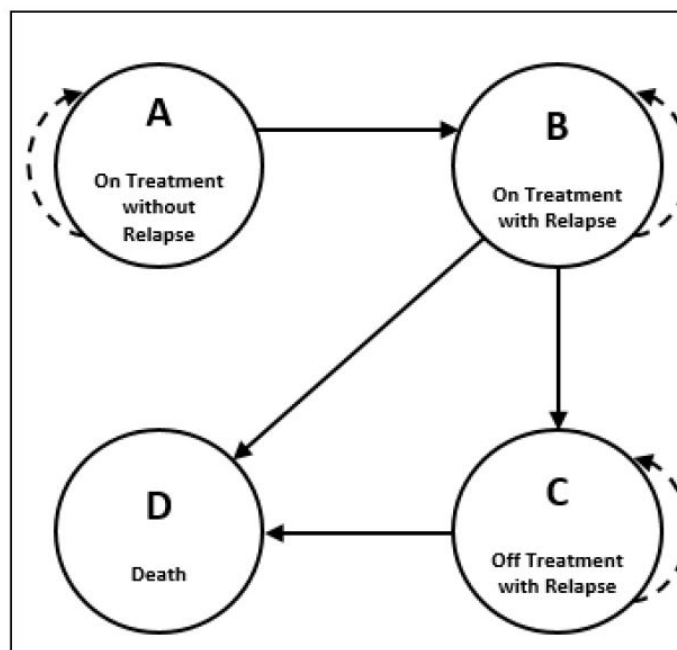 A
On Treatment
without
Relapse
B
On Treatment
with Relapse
D
Death
C
Off Treatment
with Relapse